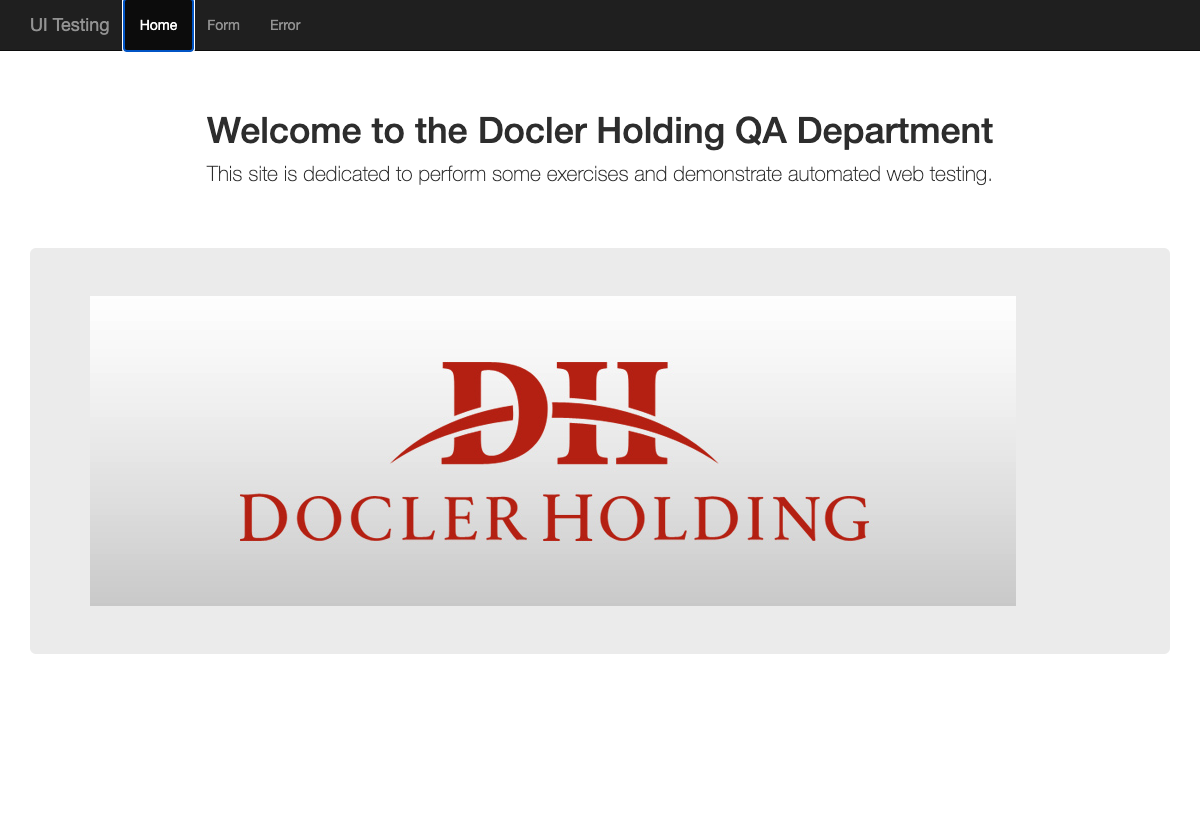 UI Testing Home Form Error
Welcome to the Docler Holding QA Department
This site is dedicated to perform some exercises and demonstrate automated web testing.
DH
DOCLER HOLDING